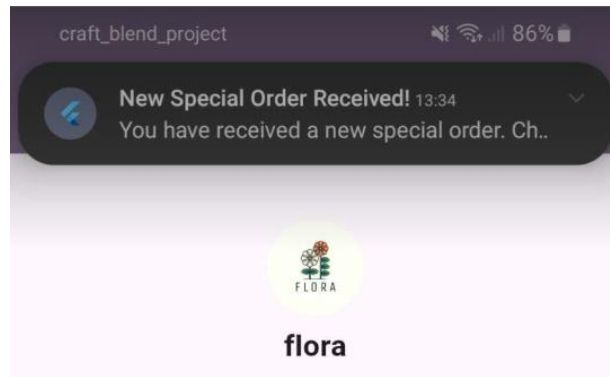 craft_blend_project 86%
New Special Order Received! 13:34
You have received a new special order. Ch..
FLORA
flora